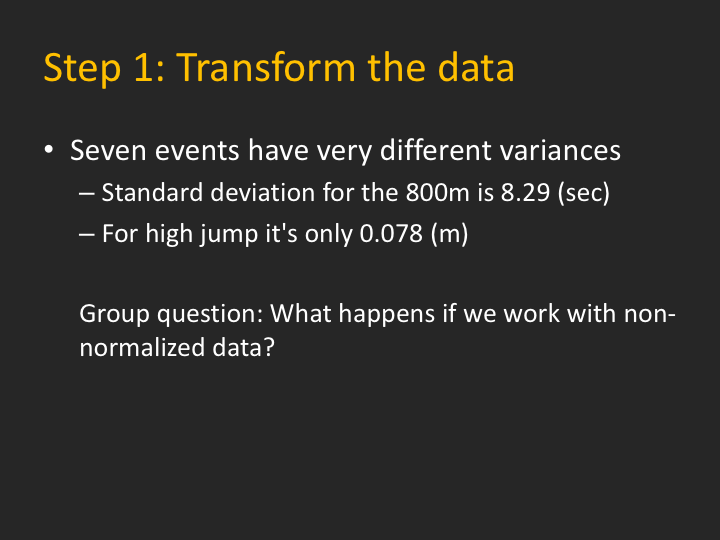 Step 1: Transform the data
• Seven events have very different variances
– Standard deviation for the 800m is 8.29 (sec)
– For high jump it's only 0.078 (m)
Group question: What happens if we work with non-
normalized data?